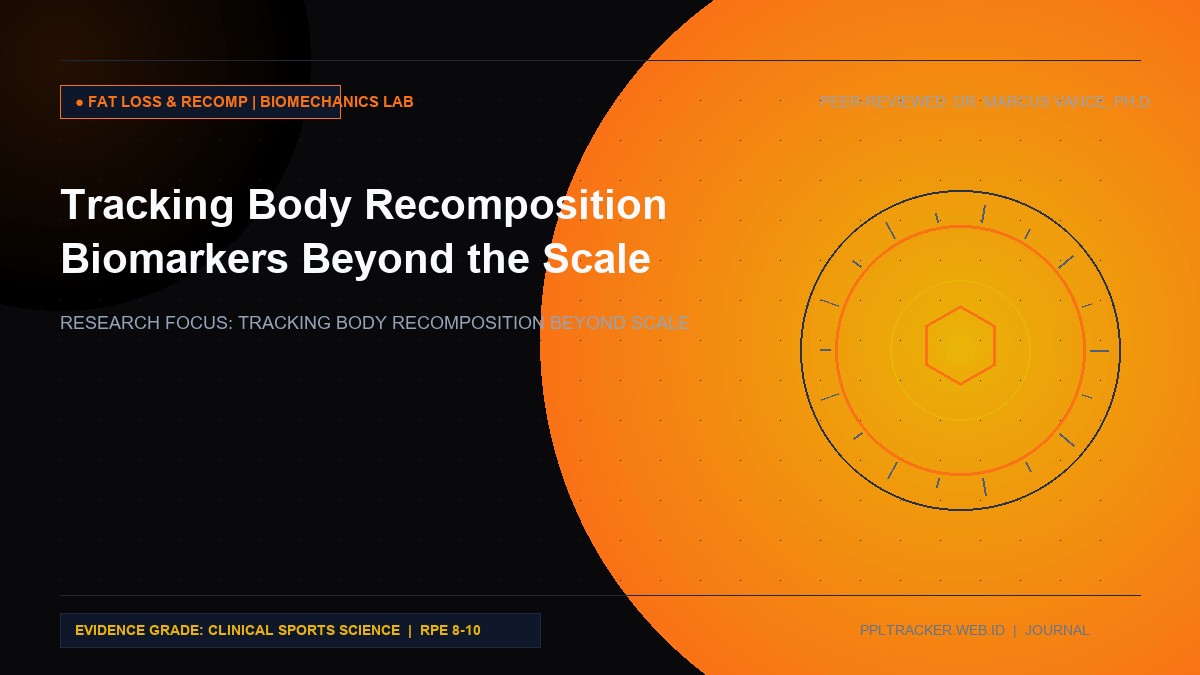 ● FAT LOSS & RECOMP | BIOMECHANICS LAB
PEER-REVIEWED: DR. MARCUS VANCE, PH.D
Tracking Body Recomposition
Biomarkers Beyond the Scale
RESEARCH FOCUS: TRACKING BODY RECOMPOSITION BEYOND SCALE
EVIDENCE GRADE: CLINICAL SPORTS SCIENCE | RPE 8-10
PPLTRACKER.WEB.ID | JOURNAL